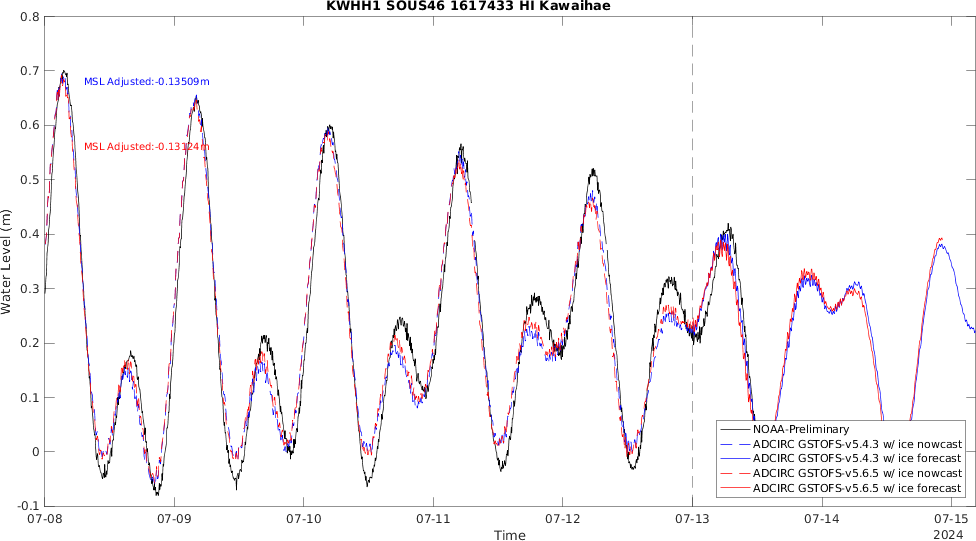 KWHH1 SOUS46 1617433 HI Kawaihae
0.8
0.7
0.6
0.5
0.4
0.3
0.2
0.1
0
-0.1
Water Level (m)
MSL Adjusted:-0.13509m
MSL Adjusted:-0.13124m
NOAA-Preliminary
ADCIRC GSTOFS-v5.4.3 w/ ice nowcast
ADCIRC GSTOFS-v5.4.3 w/ ice forecast
ADCIRC GSTOFS-v5.6.5 w/ ice nowcast
ADCIRC GSTOFS-v5.6.5 w/ ice forecast
07-08 07-09 07-10 07-11 07-12 07-13 07-14 07-15
Time
2024